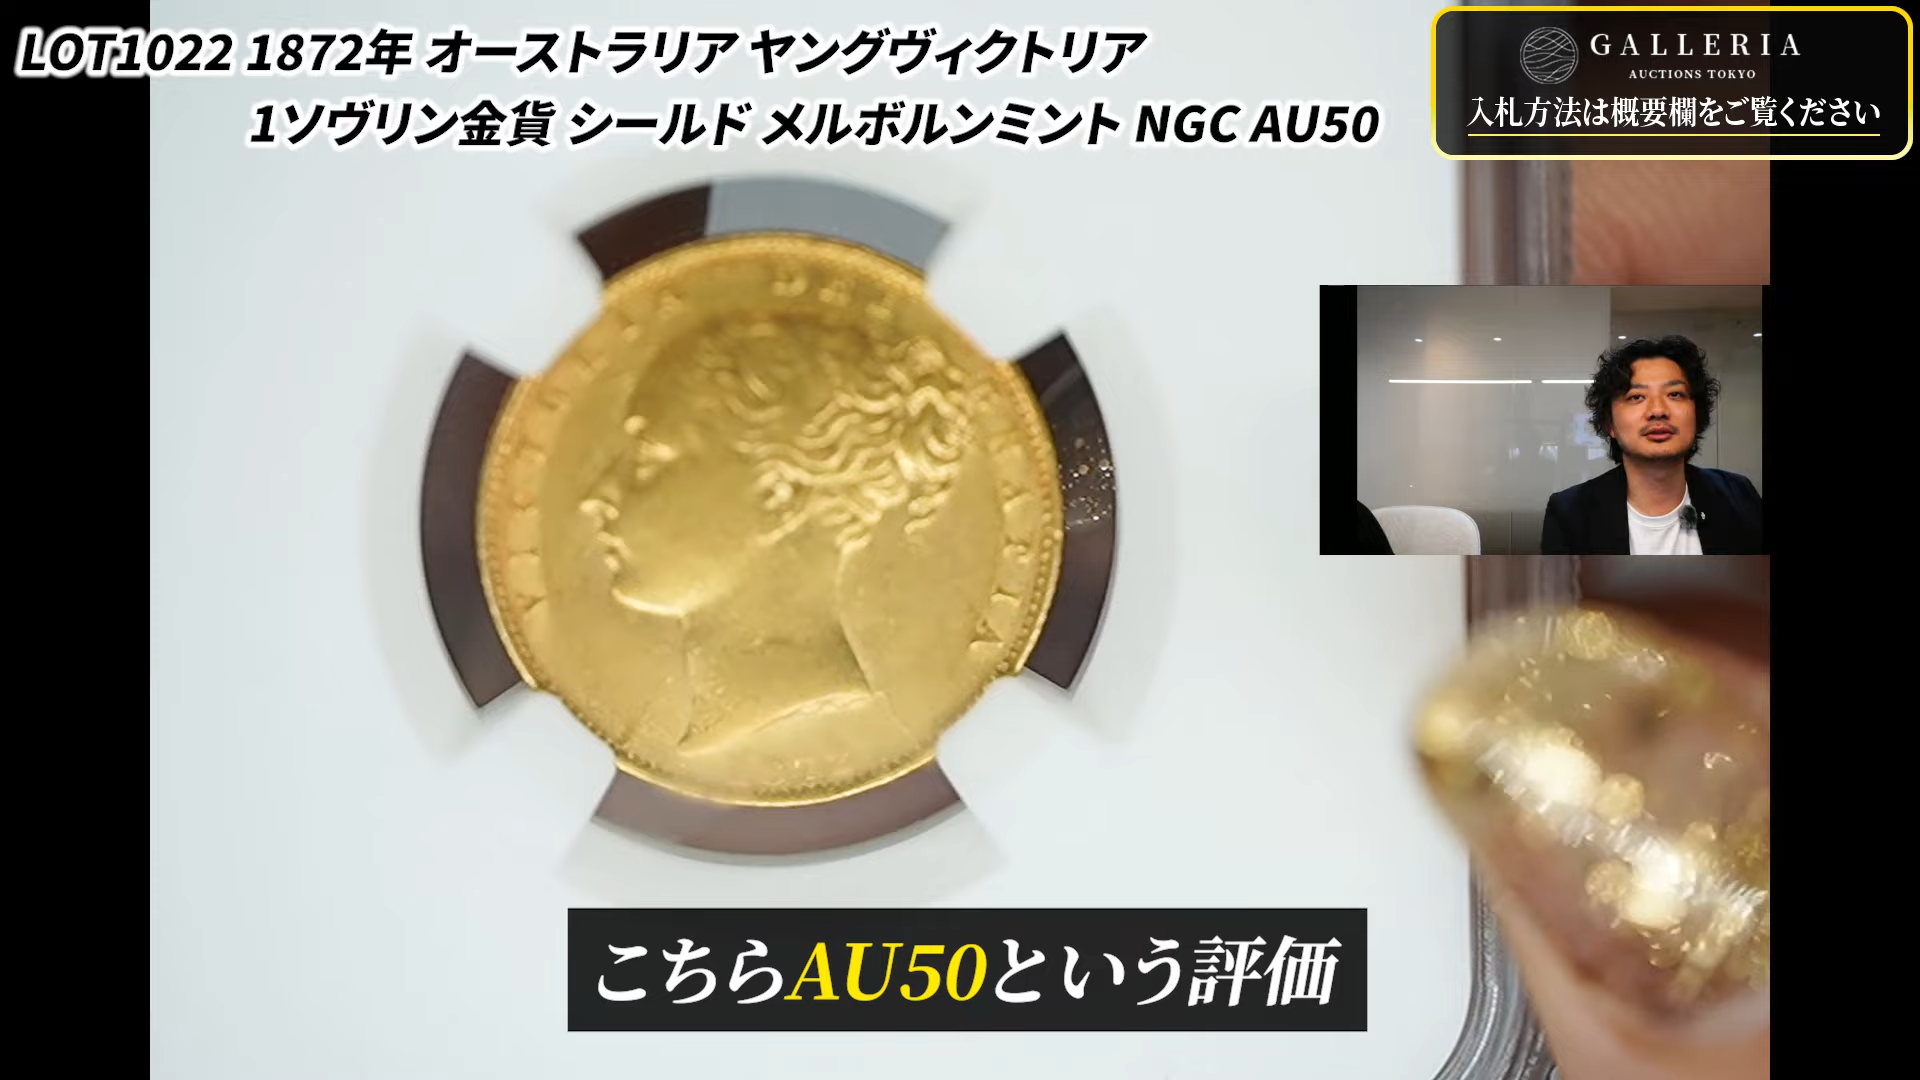 LOT1022 1872年 オーストラリア ヤングヴィクトリア
1ソヴリン金貨 シールド メルボルンミント NGC AU50
GALLERIA
AUCTIONS TOKYO
入札方法は概要欄をご覧ください
こちらAU50という評価